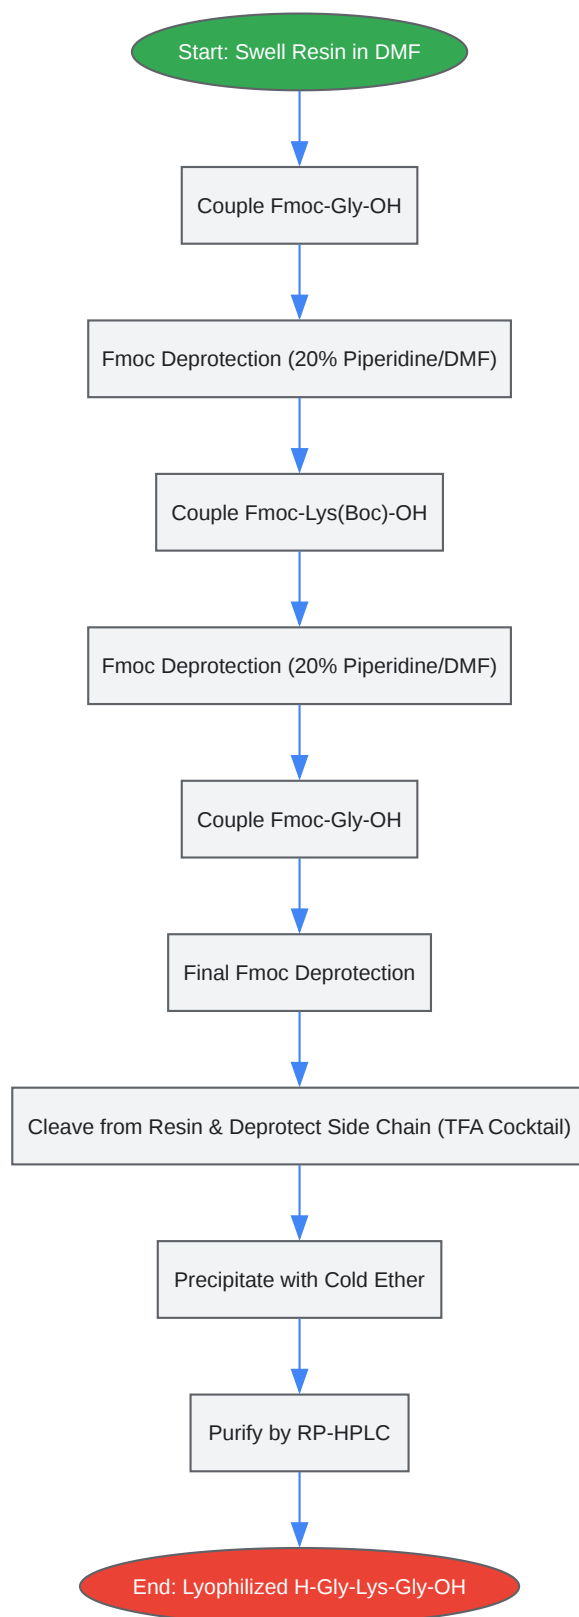 Start: Swell Resin in DMF
Couple Fmoc-Gly-OH
Fmoc Deprotection (20% Piperidine/DMF)
Couple Fmoc-Lys(Boc)-OH
Fmoc Deprotection (20% Piperidine/DMF)
Couple Fmoc-Gly-OH
Final Fmoc Deprotection
Cleave from Resin & Deprotect Side Chain (TFA Cocktail)
Precipitate with Cold Ether
Purify by RP-HPLC
End: Lyophilized H-Gly-Lys-Gly-OH